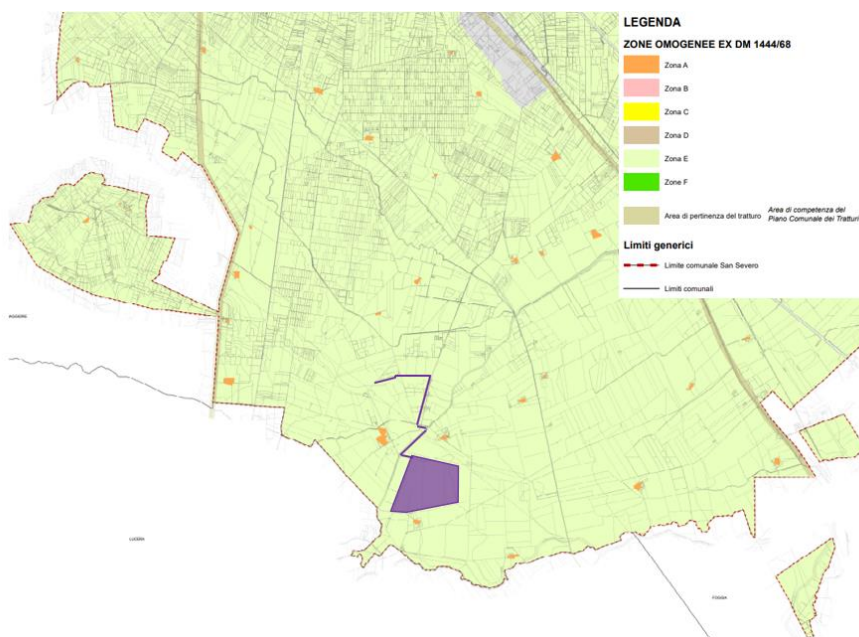 LEGENDA
ZONE OMOGENEE EX DM 1444/68
Zona A
Zona B
Zona C
Zona D
Zona E
Zone F
Area di pertinenza del tratturo
Area di competenza del
Piano Comunale dei Tratturi
Limiti generici
Limite comunale San Severo
Limiti comunali
LUCERA
FOGGIA